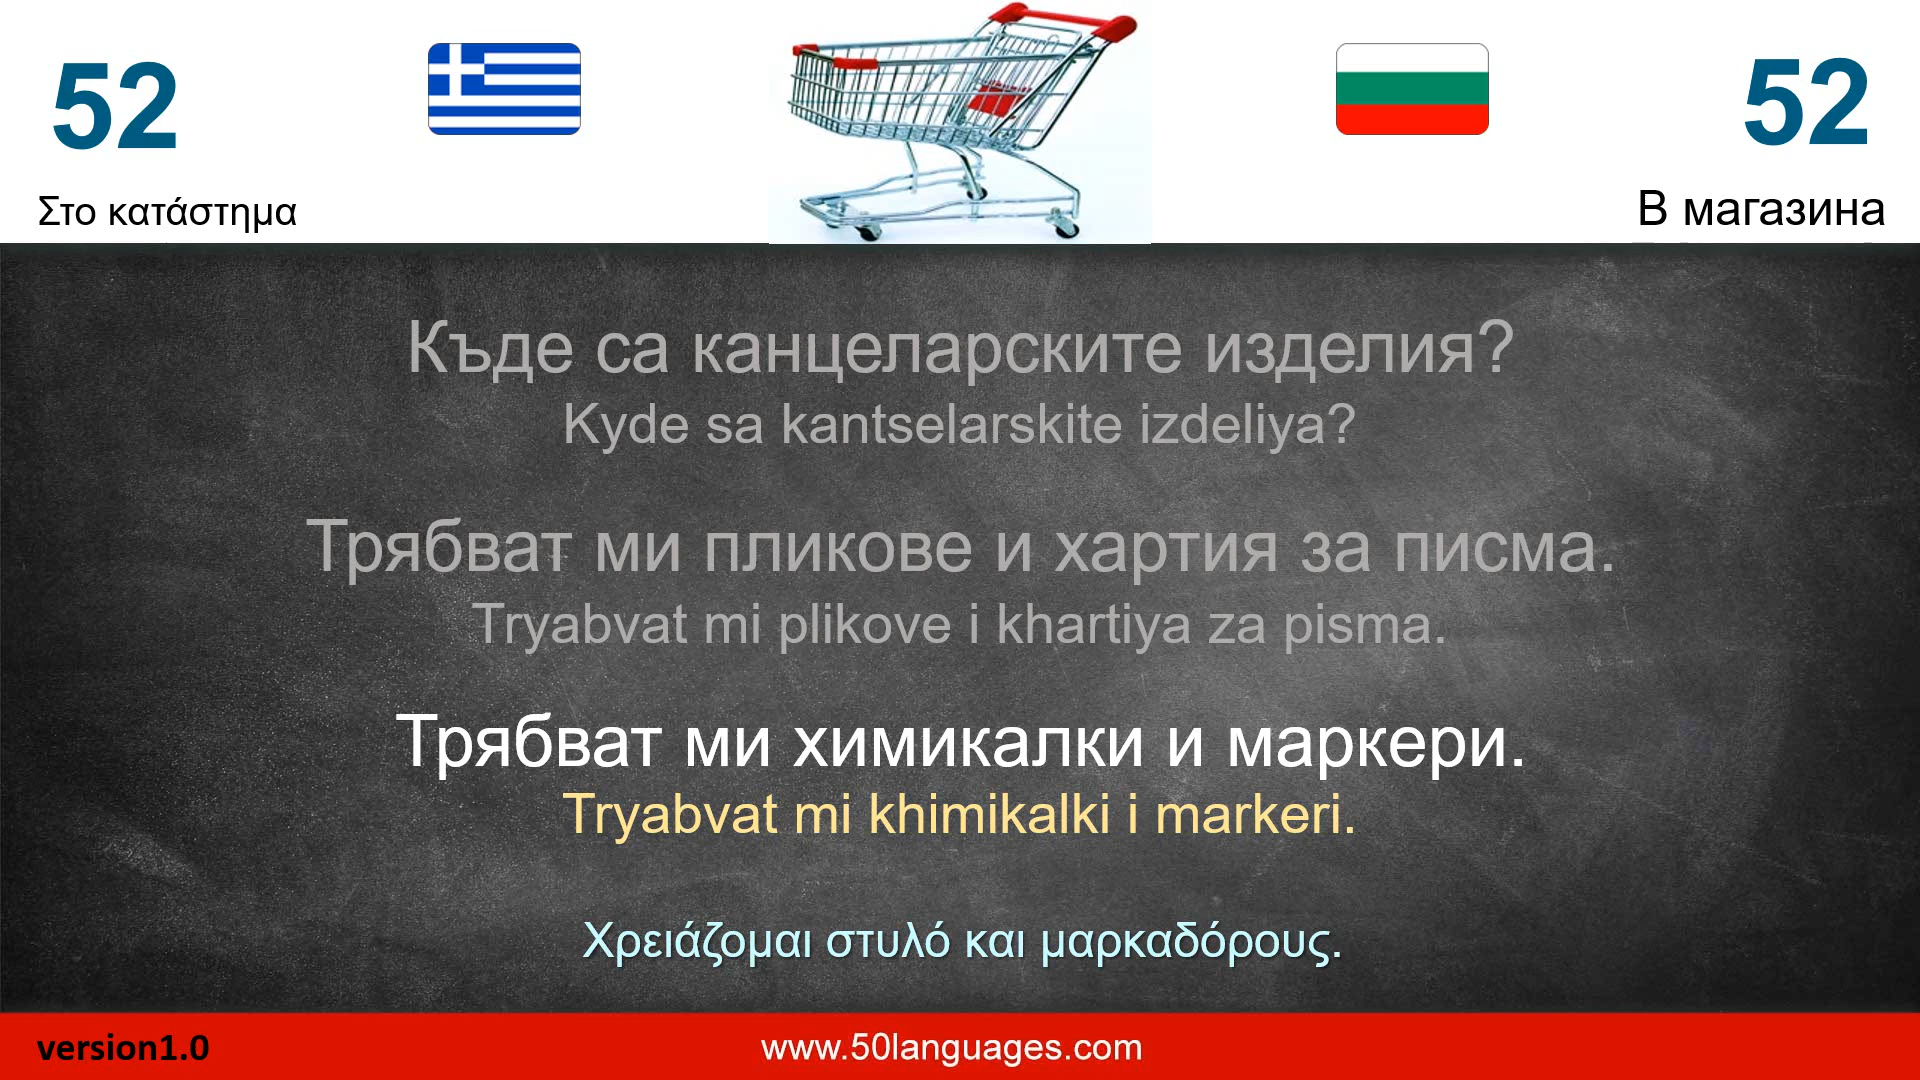 52
52
Στο κατάστημα
В магазина
Къде са канцеларските изделия?
Kyde sa kantselarskite izdeliya?
Трябват ми пликове и хартия за писма.
Tryabvat mi plikove i khartiya za pisma.
Трябват ми химикалки и маркери.
Tryabvat mi khimikalki i markeri.
Χρειάζομαι στυλό και μαρκαδόρους.
version1.0
www.50languages.com